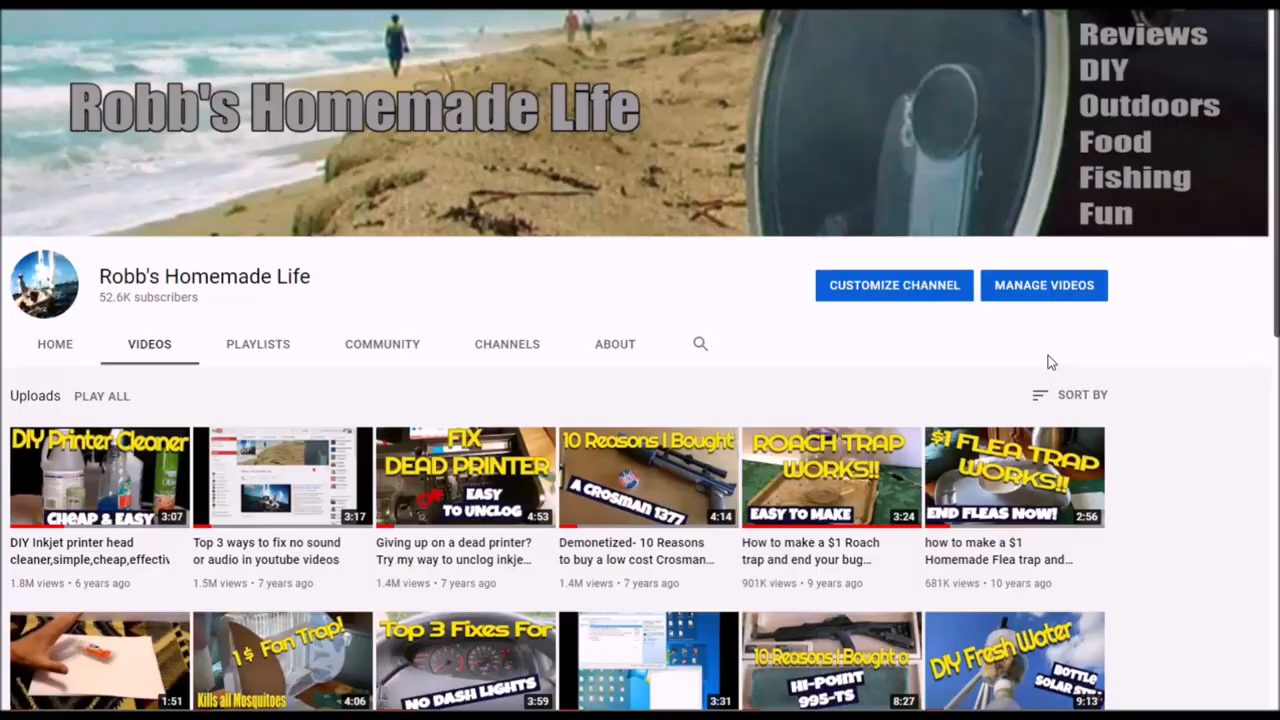 Reviews
DIY
Outdoors
Food
Fishing
Fun
Robb's Homemade Life
Robb's Homemade Life
52.6K subscribers
CUSTOMIZE CHANNEL
MANAGE VIDEOS
HOME VIDEOS PLAYLISTS COMMUNITY CHANNELS ABOUT
Uploads PLAY ALL
SORT BY
DIY Printer Cleaner
CHEAP & EASY
3:07
3:17
FIX
DEAD PRINTER
OR EASY
TO UNCLOG
4:53
10 Reasons I Bought
A CROSMAN 1377
4:14
ROACH TRAP
WORKS!!
EASY TO MAKE
3:24
$1 FLEA TRAP
WORKS!!
END FLEAS NOW!
2:56
DIY Inkjet printer head
cleaner,simple,cheap,effectiv
1.8M views • 6 years ago
Top 3 ways to fix no sound
or audio in youtube videos
1.5M views • 7 years ago
Giving up on a dead printer?
Try my way to unclog inkje...
1.4M views • 7 years ago
Demonetized- 10 Reasons
to buy a low cost Crosman...
1.4M views • 7 years ago
How to make a $1 Roach
trap and end your bug...
901K views • 9 years ago
how to make a $1
Homemade Flea trap and...
681K views • 10 years ago
1:51
1$ Fan Trap!
Kills all Mosquitoes
4:06
Top 3 Fixes For
NO DASH LIGHTS
3:59
3:31
10 Reasons I Bought a
HI-POINT
995-TS
8:27
DIY Fresh Water
BOTTLE
SOLAR
9:13